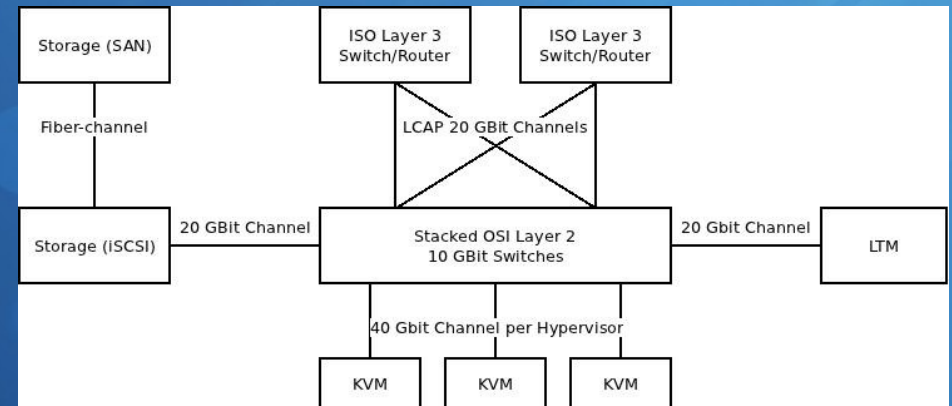 Storage (SAN)
ISO Layer 3
Switch/Router
ISO Layer 3
Switch/Router
Fiber-channel
LCAP 20 GBit Channels
Storage (iSCSI)
20 GBit Channel
Stacked OSI Layer 2
10 GBit Switches
20 Gbit Channel
LTM
40 Gbit Channel per Hypervisor
KVM
KVM
KVM